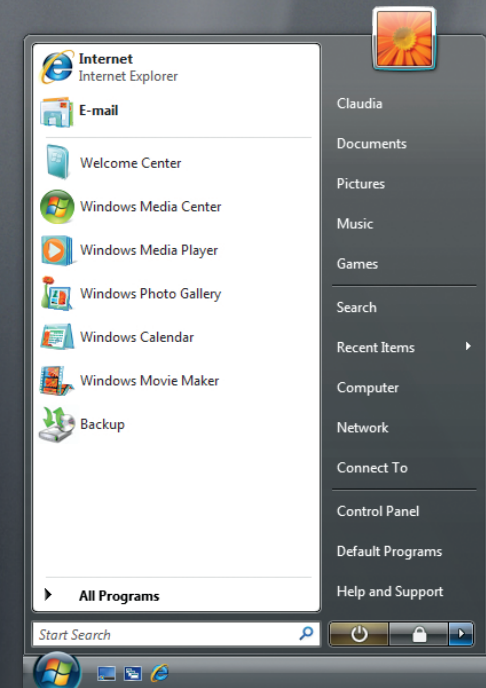 Internet
Internet Explorer
E-mail
Welcome Center
Windows Media Center
Windows Media Player
Windows Photo Gallery
Windows Calendar
Windows Movie Maker
Backup
All Programs
Start Search
Claudia
Documents
Pictures
Music
Games
Search
Recent Items
Computer
Network
Connect To
Control Panel
Default Programs
Help and Support